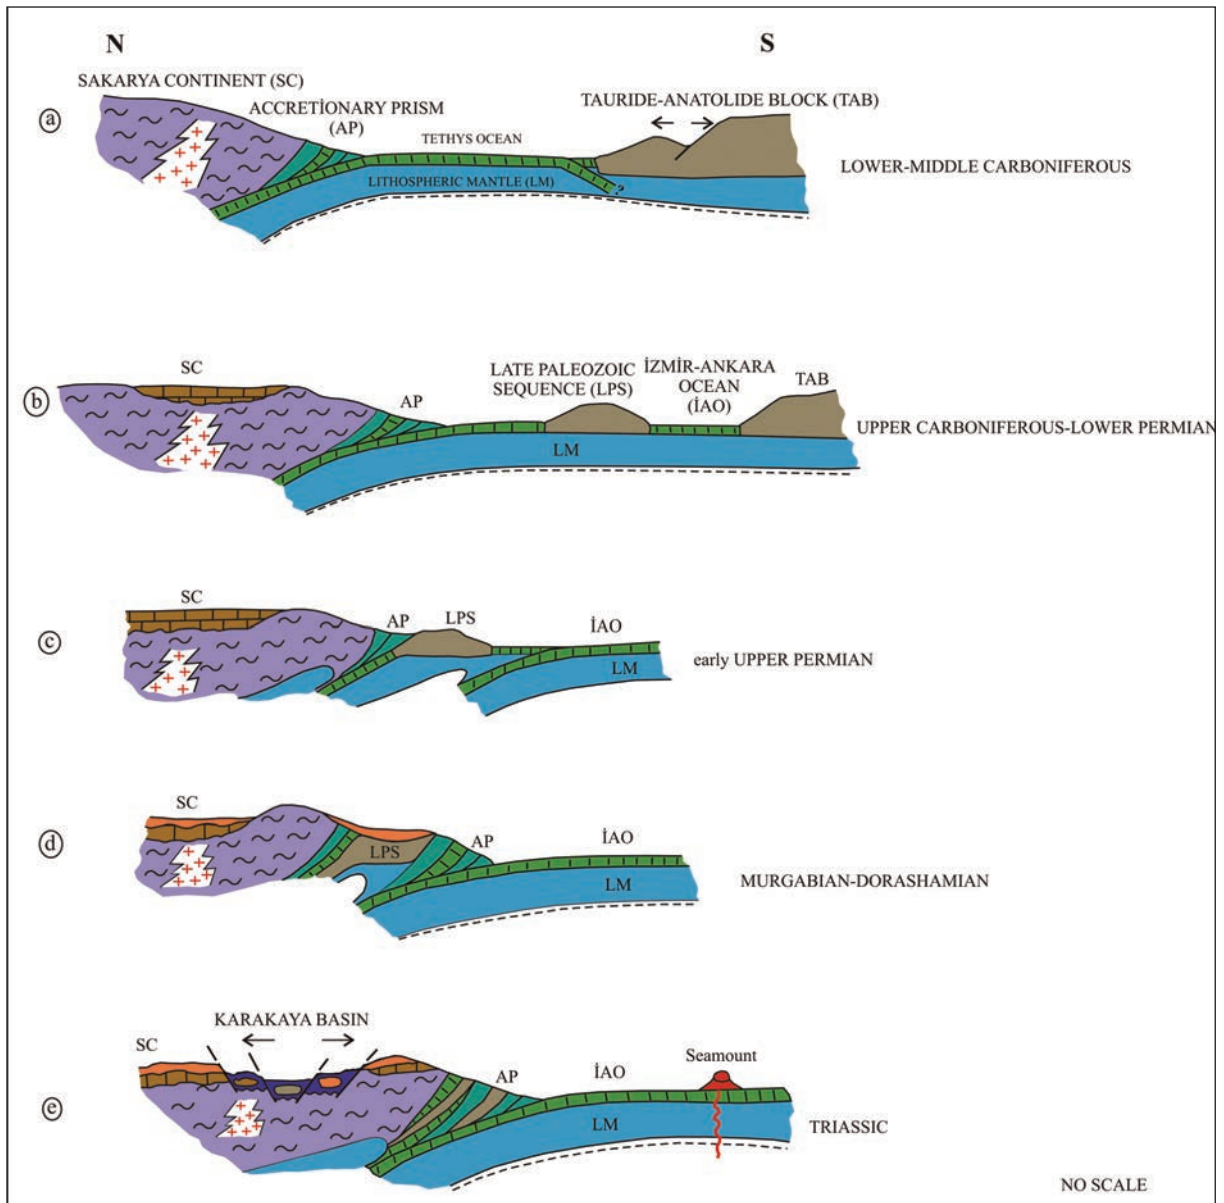 N
S
SAKARYA CONTINENT (SC)
ACCRETİONARY PRISM
(AP)
TETHYS OCEAN
TAURIDE-ANATOLIDE BLOCK (TAB)
a
LITHOSPHERIC MANTLE (LM)
?
LOWER-MIDDLE CARBONIFEROUS
SC
LATE PALEOZOIC
SEQUENCE (LPS)
İZMİR-ANKARA
OCEAN
(İAO)
TAB
b
AP
LM
UPPER CARBONIFEROUS-LOWER PERMIAN
SC
AP
LPS
İAO
c
LM
early UPPER PERMIAN
SC
d
LPS
AP
İAO
LM
MURGABIAN-DORASHAMIAN
KARAKAYA BASIN
SC
Seamount
AP
İAO
e
LM
TRIASSIC
NO SCALE